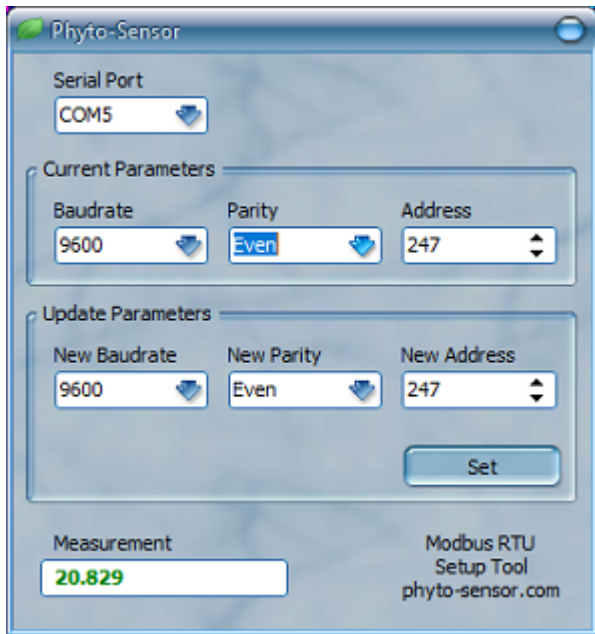 Phyto-Sensor
Serial Port
COM5
Current Parameters
Baudrate Parity Address
9600 Even 247
Update Parameters
New Baudrate New Parity New Address
9600 Even 247
Set
Measurement
20.829
Modbus RTU
Setup Tool
phyto-sensor.com